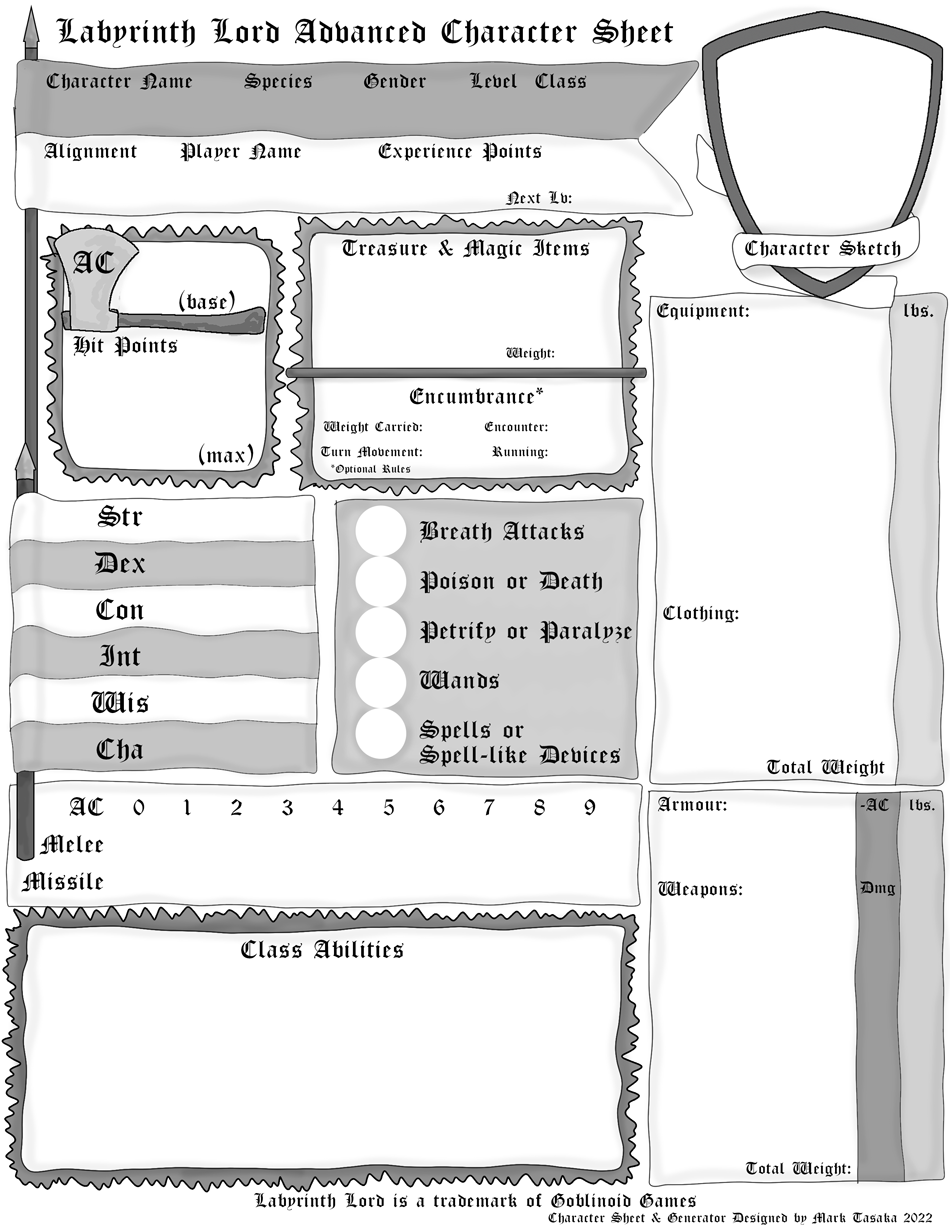 Labyrinth Lord Advanced Character Sheet
Character Name Species Gender Level Class
Alignment Player Name Experience Points
Next Lv:
Character Sketch
AC
(base)
Hit Points
(max)
Treasure & Magic Items
Weight:
Encumbrance*
Weight Carried: Encounter:
Turn Movement: Running:
*Optional Rules
Equipment: lbs.
Clothing:
Total Weight
Str
Dex
Con
Int
Wis
Cha
Breath Attacks
Poison or Death
Petrify or Paralyze
Wands
Spells or
Spell-like Devices
AC 0 1 2 3 4 5 6 7 8 9
Melee
Missile
Armour: -AC lbs.
Weapons: Dmg
Total Weight:
Class Abilities
Labyrinth Lord is a trademark of Goblinoid Games
Character Sheet & Generator Designed by Mark Tasaka 2022